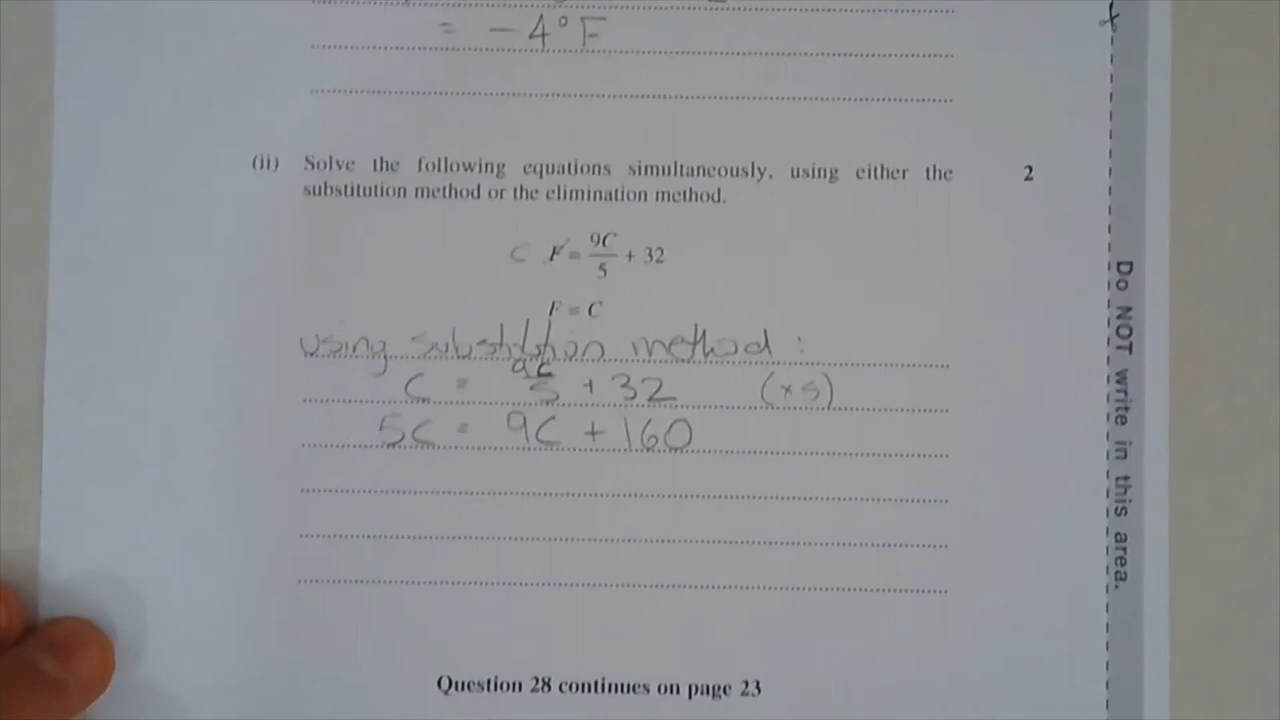 = -4°F
(ii) Solve the following equations simultaneously, using either the 2
substitution method or the elimination method.
C F = 9C/5 + 32
F = C
using substitution method :
C = 9C/5 + 32 (×5)
5C = 9C + 160
Question 28 continues on page 23
Do NOT write in this area.